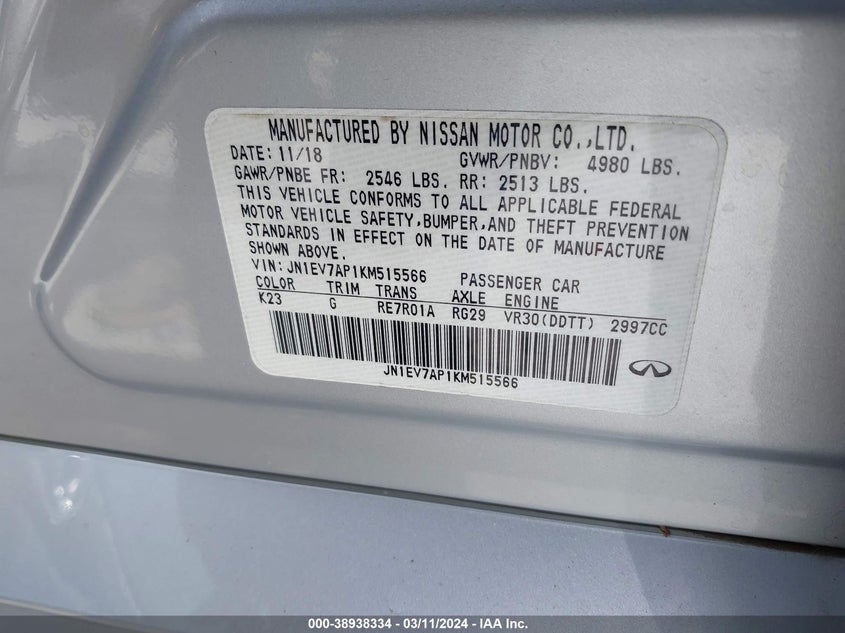 MANUFACTURED BY NISSAN MOTOR CO.,LTD.
DATE: 11/18 GVWR/PNBV: 4980 LBS.
GAWR/PNBE FR: 2546 LBS. RR: 2513 LBS.
THIS VEHICLE CONFORMS TO ALL APPLICABLE FEDERAL
MOTOR VEHICLE SAFETY,BUMPER,AND THEFT PREVENTION
STANDARDS IN EFFECT ON THE DATE OF MANUFACTURE
SHOWN ABOVE.
VIN: JN1EV7AP1KM515566 PASSENGER CAR
COLOR TRIM TRANS AXLE ENGINE
K23 G RE7R01A RG29 VR30(DDTT) 2997CC
JN1EV7AP1KM515566
000-38938334 - 03/11/2024 - IAA Inc.